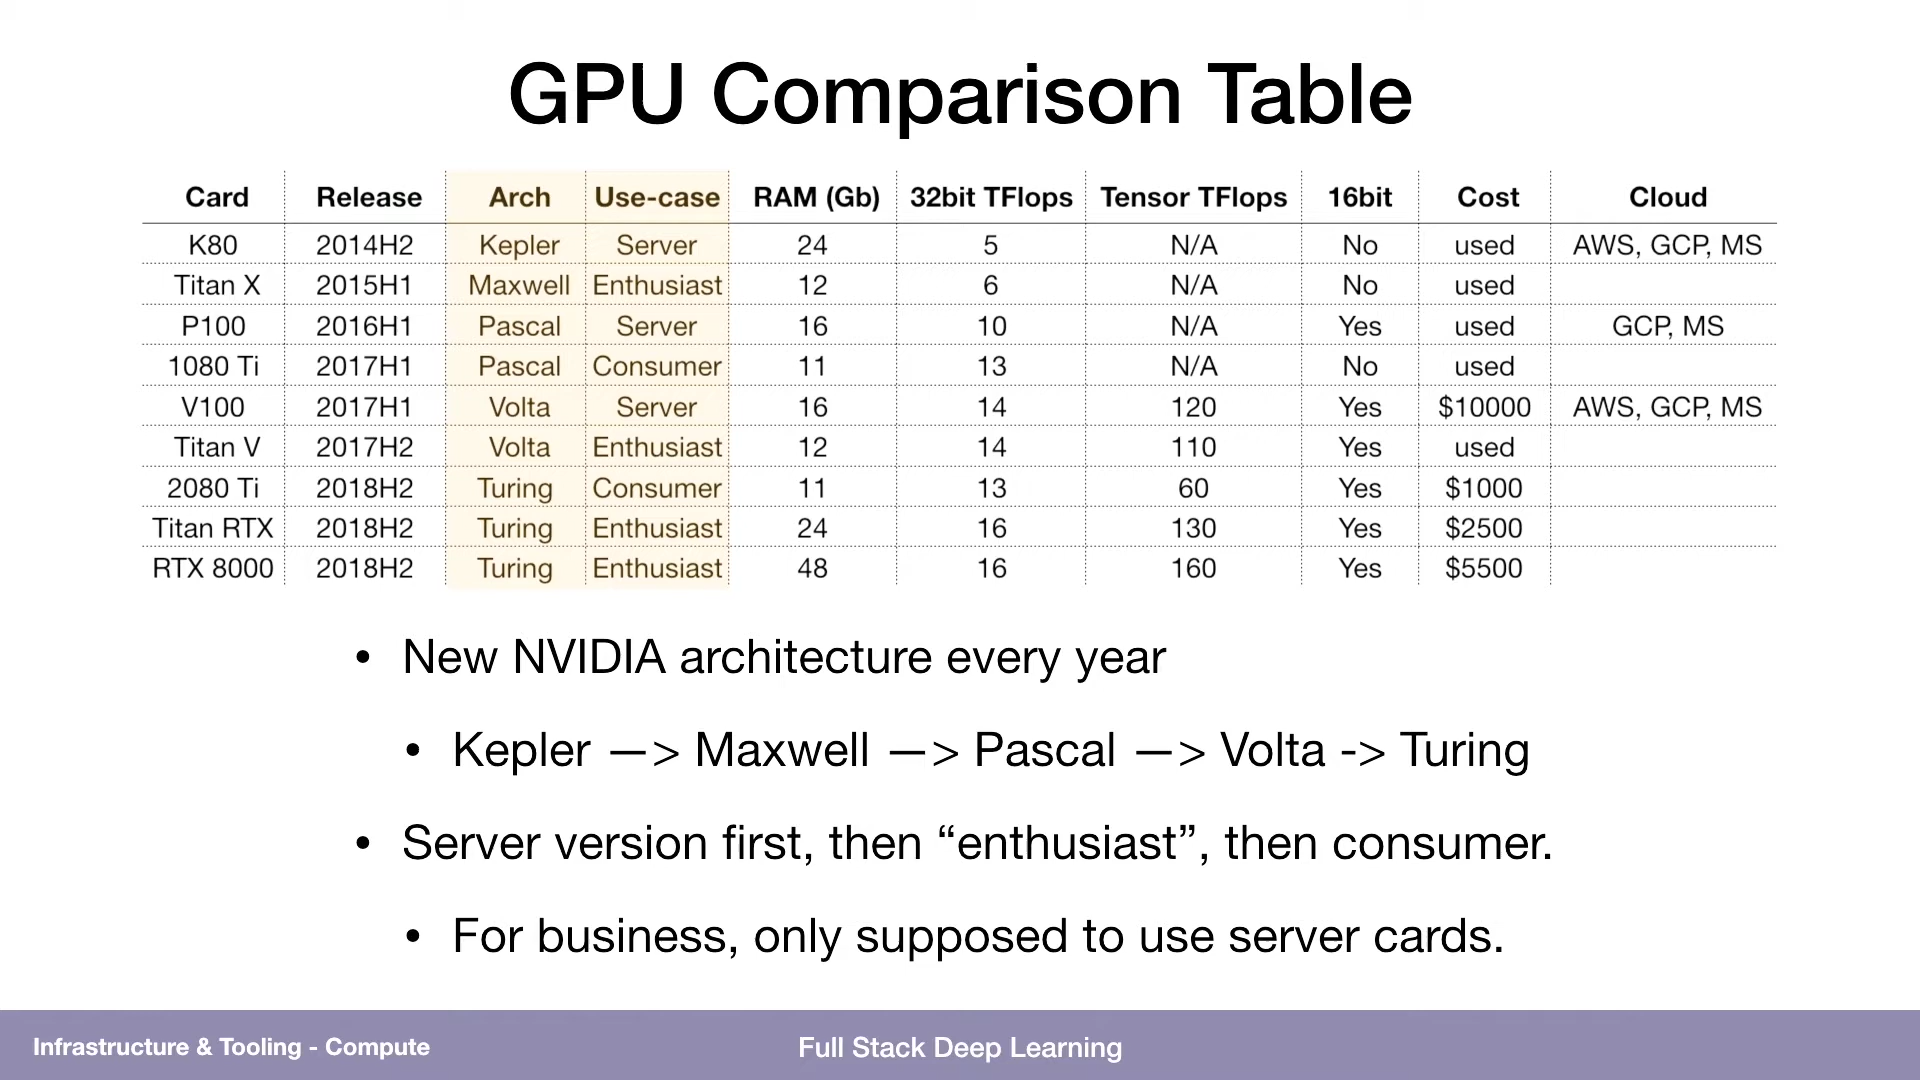 GPU Comparison Table
Card Release Arch Use-case RAM (Gb) 32bit TFlops Tensor TFlops 16bit Cost Cloud
K80 2014H2 Kepler Server 24 5 N/A No used AWS, GCP, MS
Titan X 2015H1 Maxwell Enthusiast 12 6 N/A No used
P100 2016H1 Pascal Server 16 10 N/A Yes used GCP, MS
1080 Ti 2017H1 Pascal Consumer 11 13 N/A No used
V100 2017H1 Volta Server 16 14 120 Yes $10000 AWS, GCP, MS
Titan V 2017H2 Volta Enthusiast 12 14 110 Yes used
2080 Ti 2018H2 Turing Consumer 11 13 60 Yes $1000
Titan RTX 2018H2 Turing Enthusiast 24 16 130 Yes $2500
RTX 8000 2018H2 Turing Enthusiast 48 16 160 Yes $5500
• New NVIDIA architecture every year
• Kepler —> Maxwell —> Pascal —> Volta -> Turing
• Server version first, then “enthusiast”, then consumer.
• For business, only supposed to use server cards.
Infrastructure & Tooling - Compute
Full Stack Deep Learning